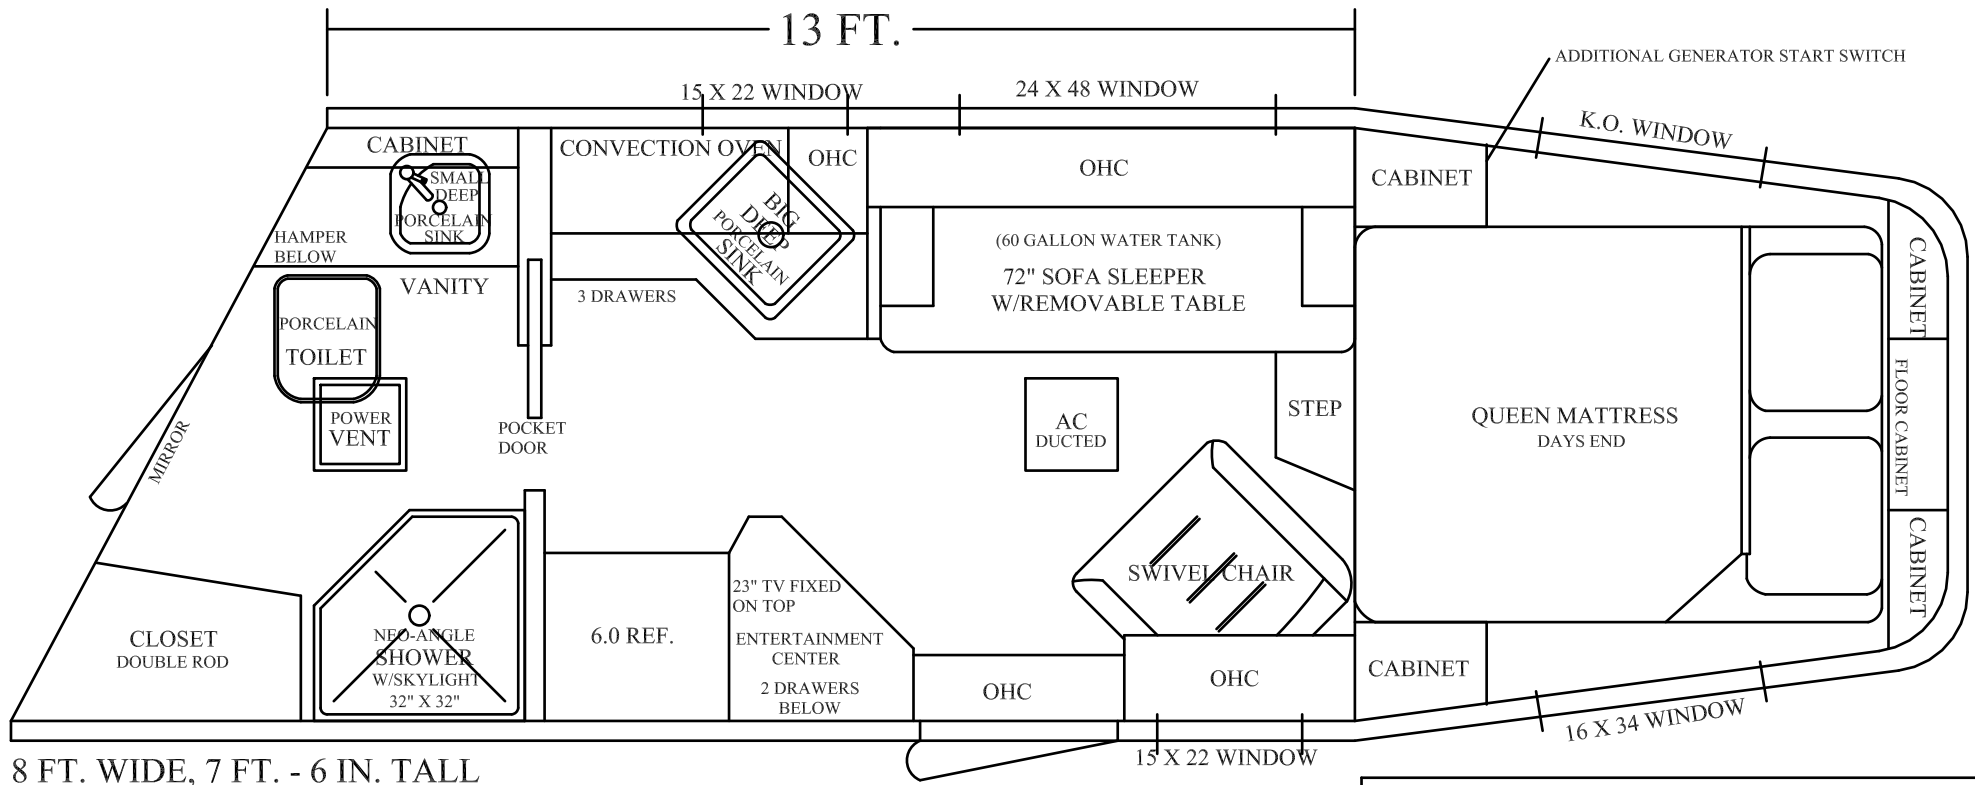 13 FT.
ADDITIONAL GENERATOR START SWITCH
15 X 22 WINDOW
24 X 48 WINDOW
K.O. WINDOW
CABINET
CONVECTION OVEN
OHC
OHC
CABINET
SMALL
DEEP
PORCELAIN
SINK
BIG
DEEP
PORCELAIN
SINK
HAMPER
BELOW
VANITY
3 DRAWERS
(60 GALLON WATER TANK)
72" SOFA SLEEPER
W/REMOVABLE TABLE
CABINET
PORCELAIN
TOILET
POWER
VENT
MIRROR
POCKET
DOOR
AC
DUCTED
STEP
QUEEN MATTRESS
DAYS END
FLOOR CABINET
CABINET
SWIVEL CHAIR
23" TV FIXED
ON TOP
ENTERTAINMENT
CENTER
2 DRAWERS
BELOW
6.0 REF.
CLOSET
DOUBLE ROD
NEO-ANGLE
SHOWER
W/SKYLIGHT
32" X 32"
OHC
OHC
CABINET
15 X 22 WINDOW
16 X 34 WINDOW
8 FT. WIDE, 7 FT. - 6 IN. TALL